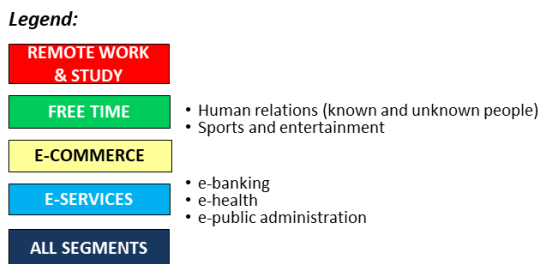 Legend:
REMOTE WORK
& STUDY
FREE TIME
• Human relations (known and unknown people)
• Sports and entertainment
E-COMMERCE
E-SERVICES
• e-banking
• e-health
• e-public administration
ALL SEGMENTS